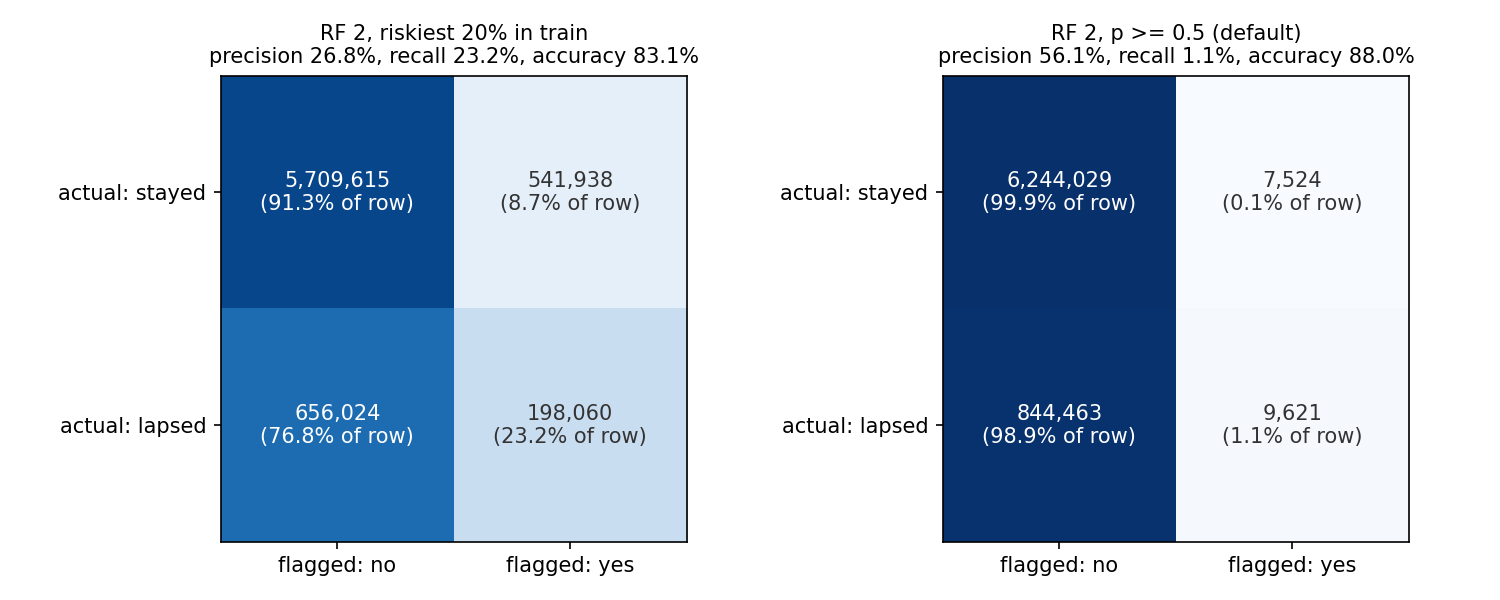 RF 2, riskiest 20% in train
precision 26.8%, recall 23.2%, accuracy 83.1%
actual: stayed
5,709,615
(91.3% of row)
541,938
(8.7% of row)
actual: lapsed
656,024
(76.8% of row)
198,060
(23.2% of row)
flagged: no
flagged: yes
RF 2, p >= 0.5 (default)
precision 56.1%, recall 1.1%, accuracy 88.0%
actual: stayed
6,244,029
(99.9% of row)
7,524
(0.1% of row)
actual: lapsed
844,463
(98.9% of row)
9,621
(1.1% of row)
flagged: no
flagged: yes